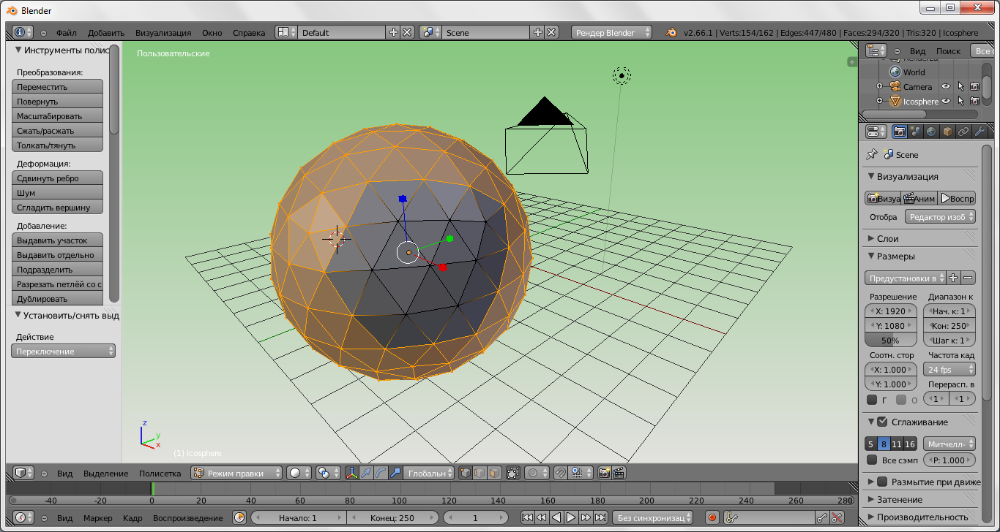 Blender
Файл Добавить Визуализация Окно Справка Default Scene Рендер Blender v2.66.1 | Verts:154/162 | Edges:447/480 | Faces:294/320 | Tris:320 | Icosphere
Инструменты полис
Преобразования:
Переместить
Повернуть
Масштабировать
Сжать/расжать
Толкать/тянуть
Деформация:
Сдвинуть ребро
Шум
Сгладить вершину
Добавление:
Выдавить участок
Выдавить отдельно
Подразделить
Разрезать петлёй со с
Дублировать
Установить/снять выд
Действие
Переключение
Пользовательские
z
y
x
(1) Icosphere
Вид Поиск Все с
World
Camera
Icosphere
Scene
Визуализация
Визуа Аним Воспр
Отобра Редактор изоб
Слои
Размеры
Предустановки в
Разрешение Диапазон к
X: 1920 Нач. к: 1
Y: 1080 Кон: 250
50% Шаг к: 1
Соотн. стор Частота кад
X: 1.000 24 fps
Y: 1.000 Перерасп. в
Г О 1 1
Сглаживание
5 8 11 16 Митчелл-
Все сэмп Р: 1.000
Размытие при движе
Затенение
Производительность
Вид Выделение Полисетка Режим правки Глобальн
-40 -20 0 20 40 60 80 100 120 140 160 180 200 220 240 260 280
Вид Маркер Кадр Воспроизведение Начало: 1 Конец: 250 1 Без синхронизац